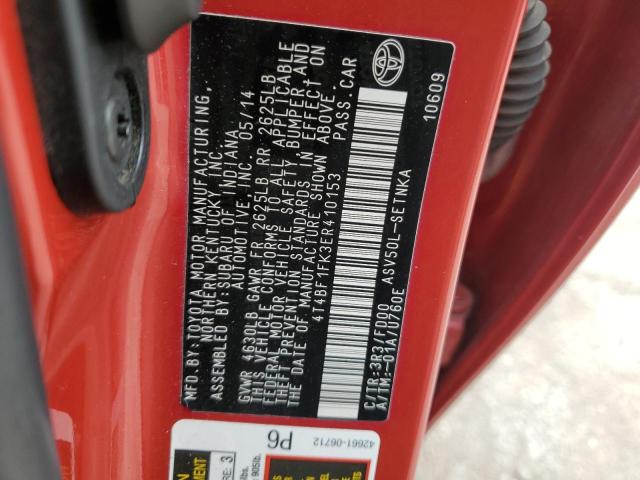 MFD.BY:TOYOTA MOTOR MANUFACTURING,
NORTHERN KENTUCKY, INC.
ASSEMBLED BY:SUBARU OF INDIANA
AUTOMOTIVE, INC. 05/14
GVWR 4630LB GAWR FR 2625LB RR 2625LB
THIS VEHICLE CONFORMS TO ALL APPLICABLE
FEDERAL MOTOR VEHICLE SAFETY, BUMPER, AND
THEFT PREVENTION STANDARDS IN EFFECT ON
THE DATE OF MANUFACTURE SHOWN ABOVE.
4T4BF1FK3ER410153 PASS. CAR
ASV50L-SETNKA
C/TR:3R3/FD00
A/TM:-01A/U760E
10609
P6
42661-06712
3